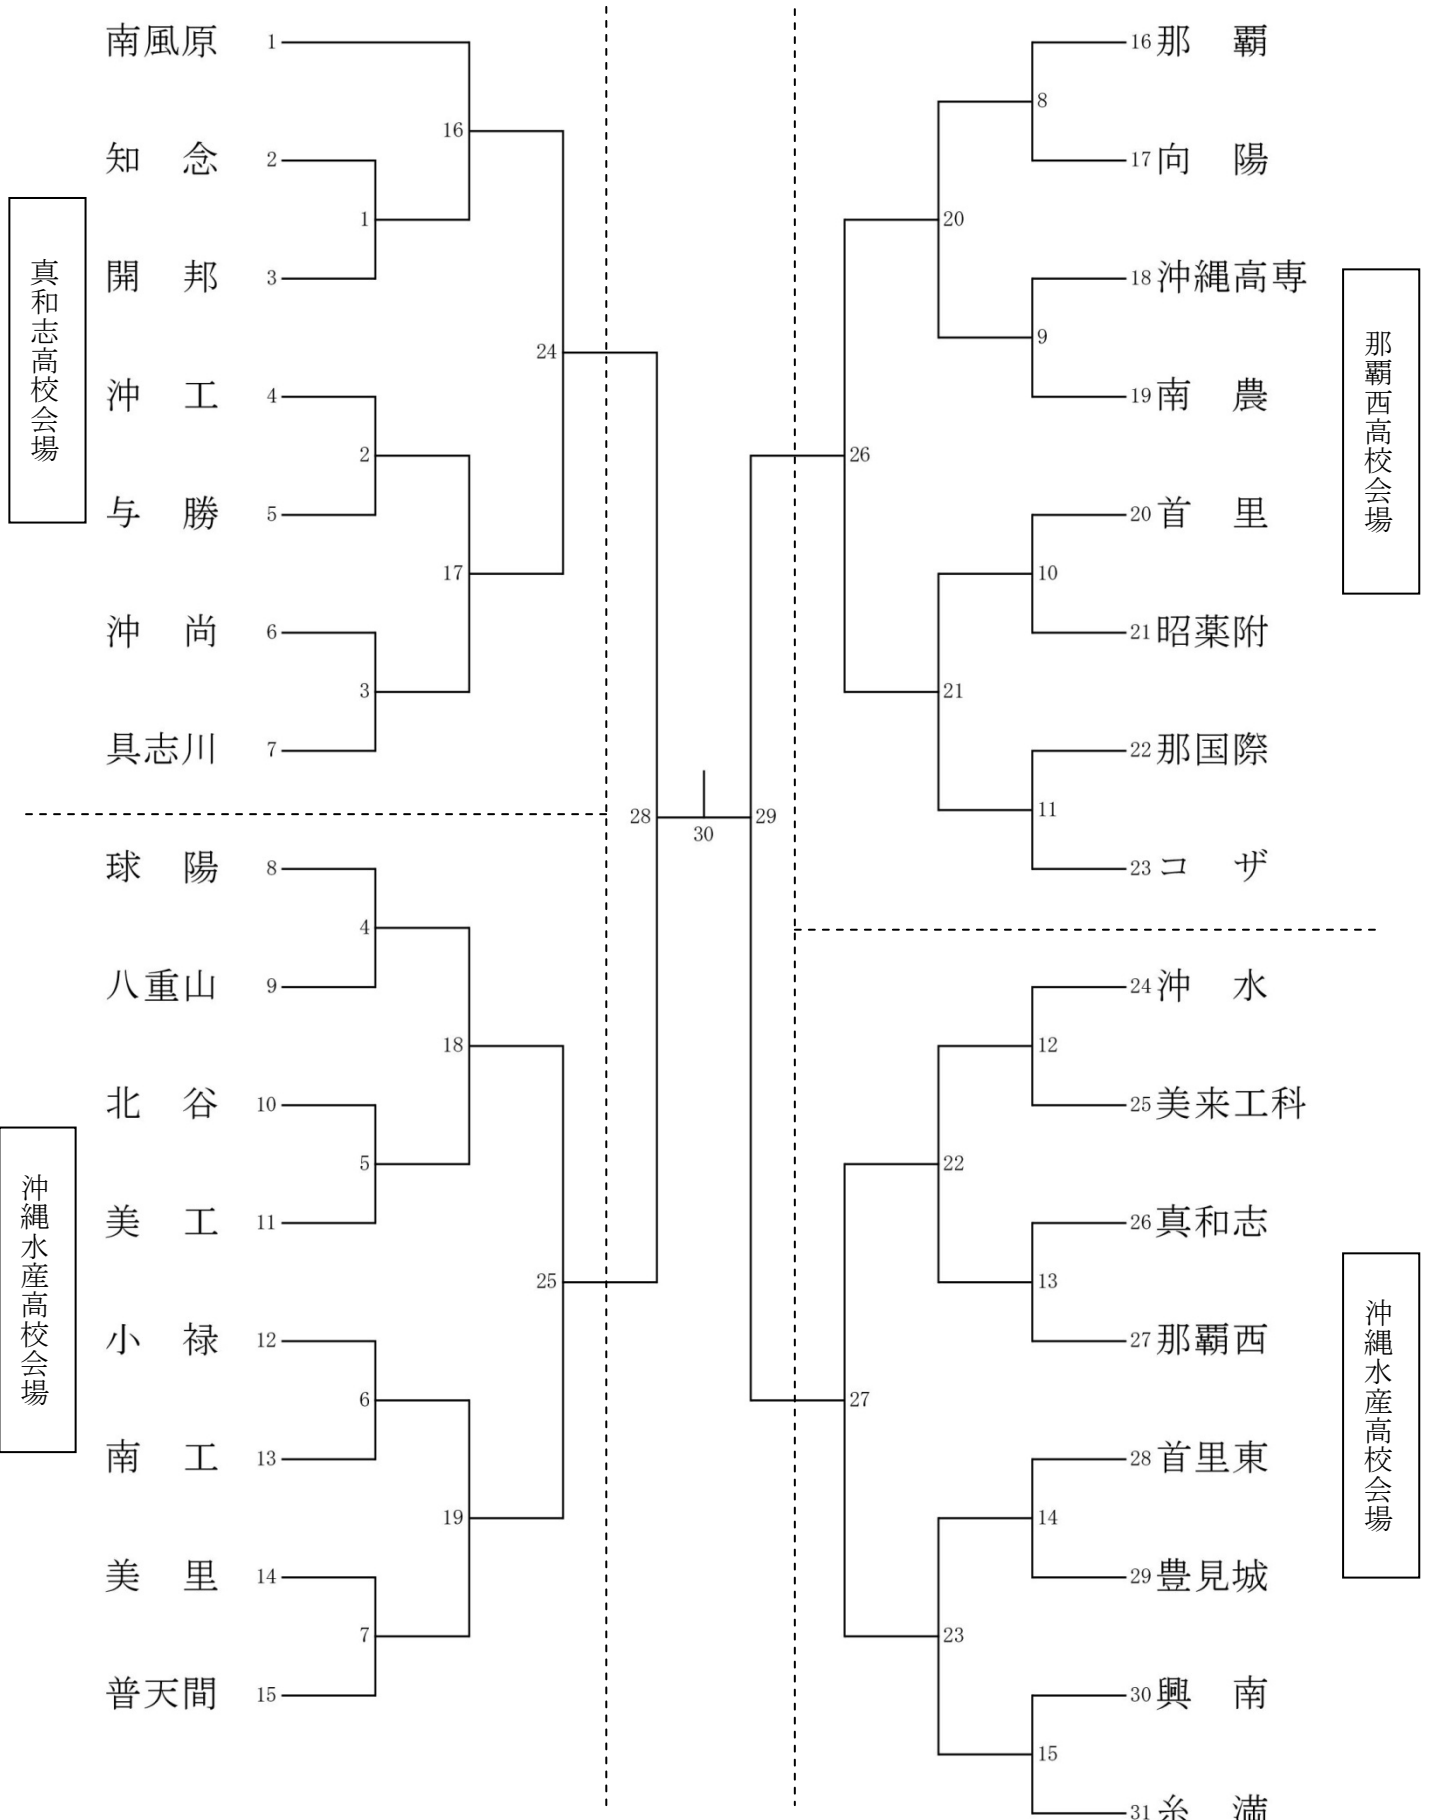 真和志高校会場
南風原 1
知 念 2
開 邦 3
沖 工 4
与 勝 5
沖 尚 6
具志川 7
16
1
2
17
3
24
沖縄水産高校会場
球 陽 8
八重山 9
北 谷 10
美 工 11
小 禄 12
南 工 13
美 里 14
普天間 15
4
18
5
6
19
7
25
28
30
29
那覇西高校会場
16 那 覇
17 向 陽
18 沖縄高専
19 南 農
20 首 里
21 昭薬附
22 那国際
23 コ ザ
8
20
9
26
10
21
11
沖縄水産高校会場
24 沖 水
25 美来工科
26 真和志
27 那覇西
28 首里東
29 豊見城
30 興 南
31 糸 満
12
22
13
27
14
23
15